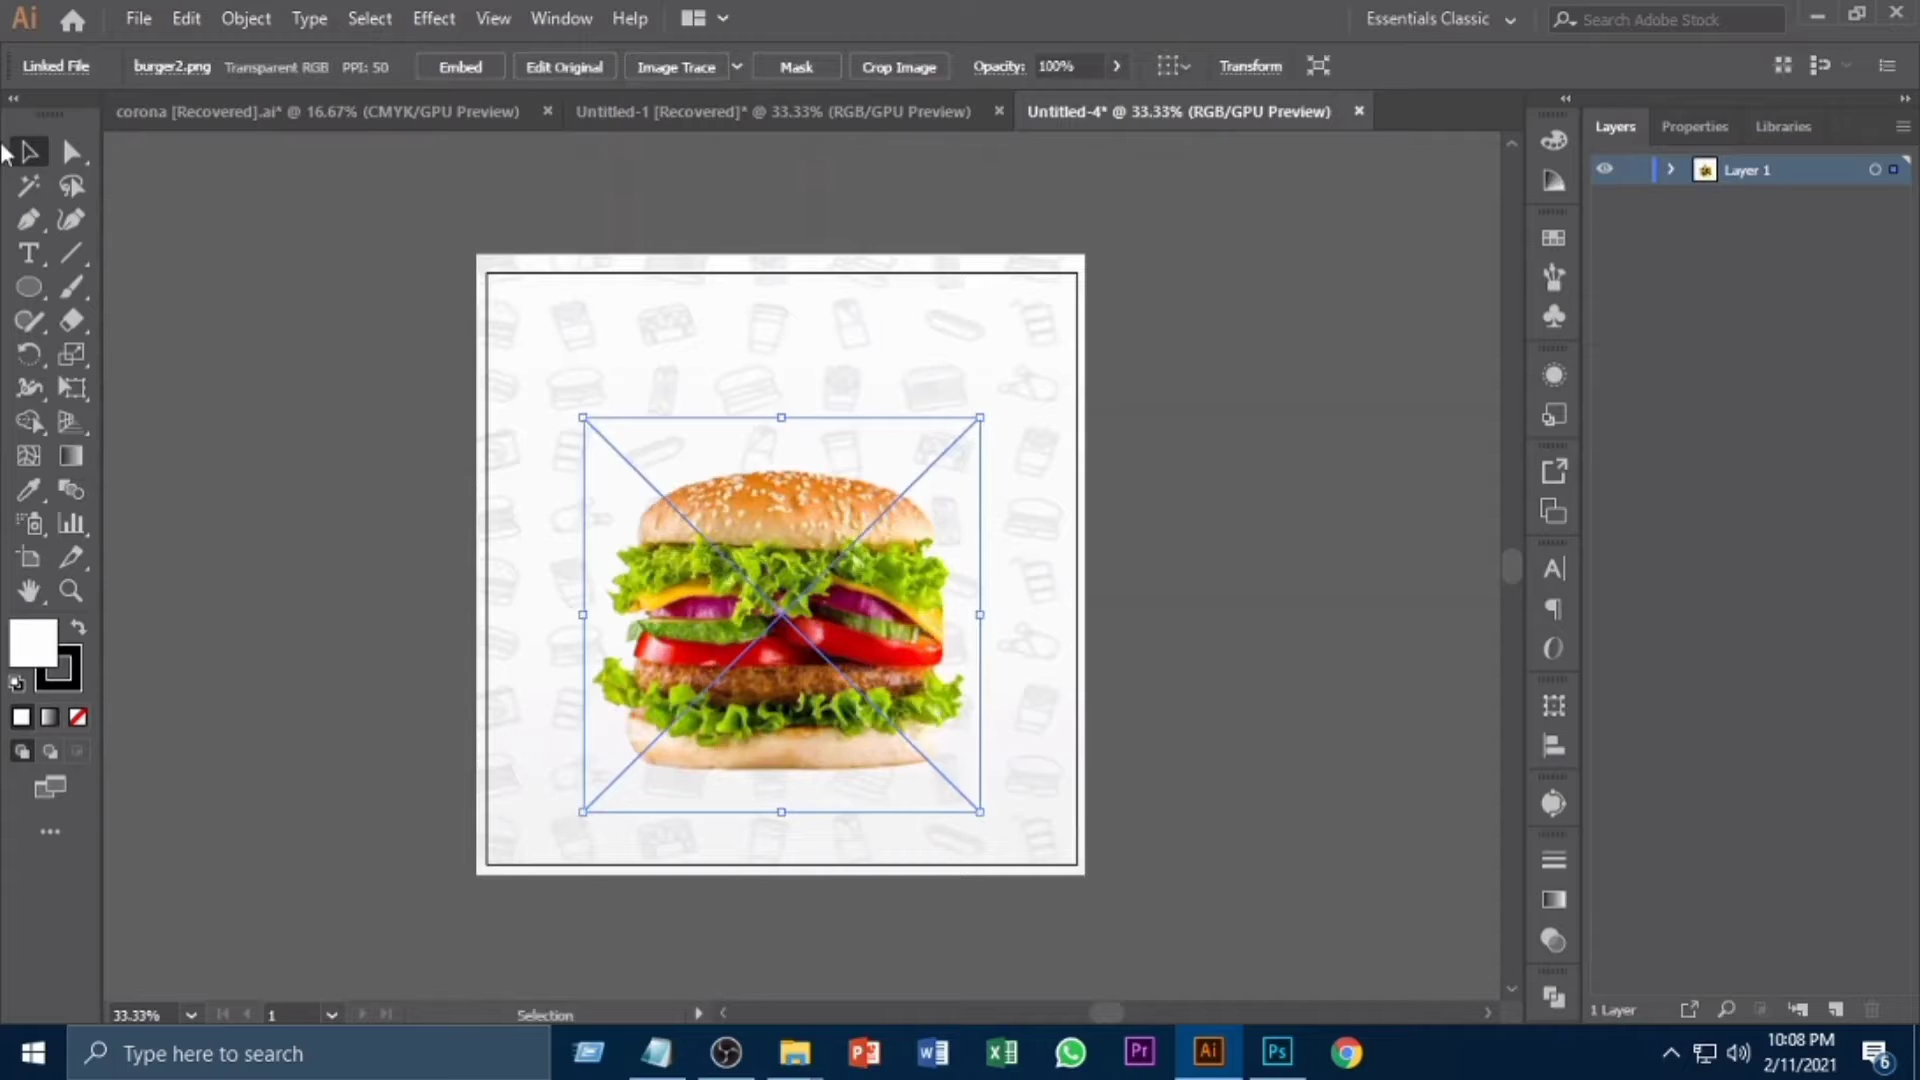 Ai File Edit Object Type Select Effect View Window Help Essentials Classic Search Adobe Stock
Linked File burger2.png Transparent RGB PPI: 50 Embed Edit Original Image Trace Mask Crop Image Opacity: 100% Transform
corona [Recovered].ai* @ 16.67% (CMYK/GPU Preview) Untitled-1 [Recovered]* @ 33.33% (RGB/GPU Preview) Untitled-4* @ 33.33% (RGB/GPU Preview)
Layers Properties Libraries
Layer 1
33.33% 1 Selection
1 Layer
Type here to search
Pr Ai Ps
10:08 PM
2/11/2021
6